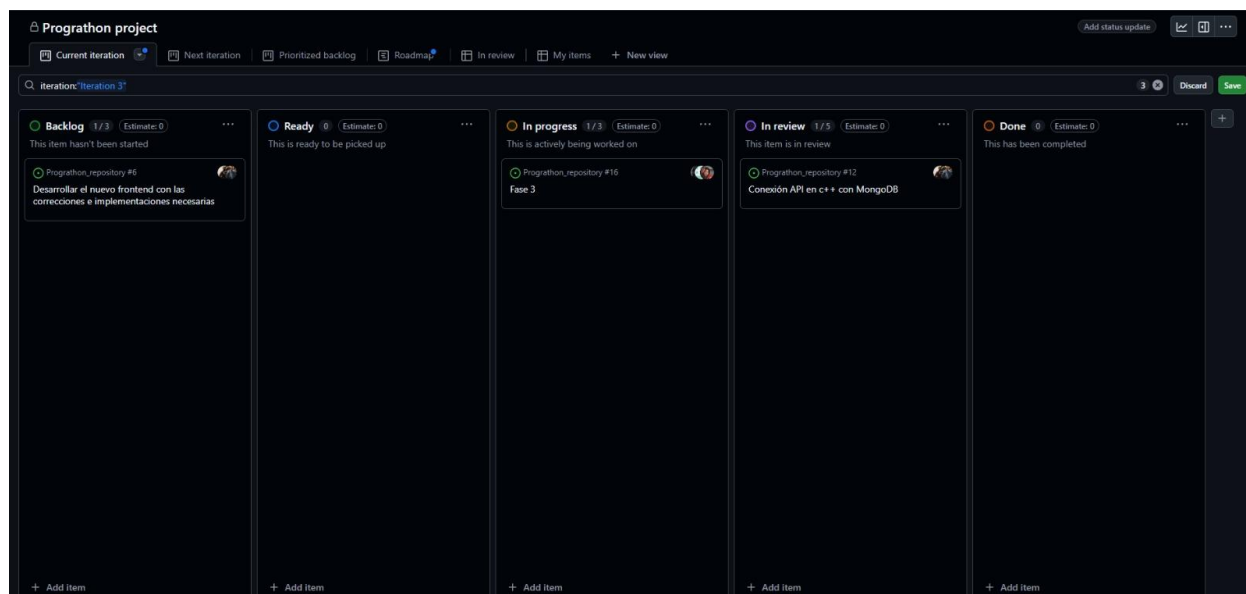 Prograthon project
Add status update
Current iteration
Next iteration
Prioritized backlog
Roadmap
In review
My items
+ New view
iteration:"Iteration 3"
3
Discard
Save
Backlog 1 / 3 Estimate: 0
This item hasn't been started
Prograthon_repository #6
Desarrollar el nuevo frontend con las
correcciones e implementaciones necesarias
+ Add item
Ready 0 Estimate: 0
This is ready to be picked up
+ Add item
In progress 1 / 3 Estimate: 0
This is actively being worked on
Prograthon_repository #16
Fase 3
+ Add item
In review 1 / 5 Estimate: 0
This item is in review
Prograthon_repository #12
Conexión API en c++ con MongoDB
+ Add item
Done 0 Estimate: 0
This has been completed
+ Add item